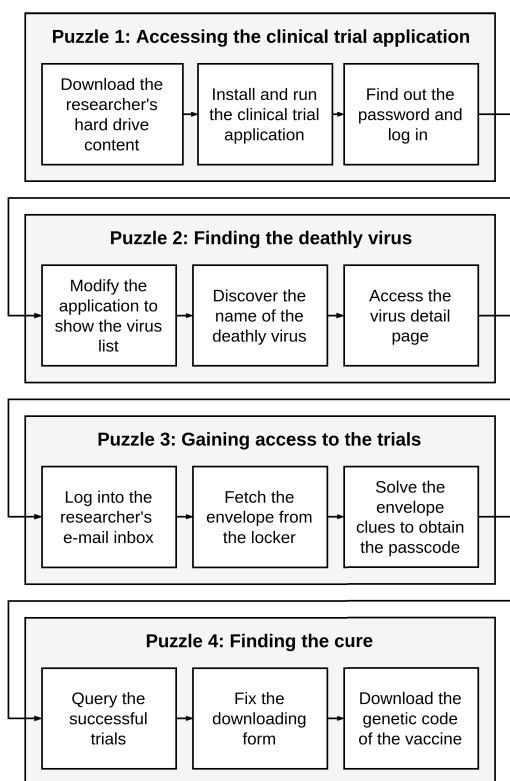 Puzzle 1: Accessing the clinical trial application
Download the
researcher's
hard drive
content
Install and run
the clinical trial
application
Find out the
password and
log in
Puzzle 2: Finding the deathly virus
Modify the
application to
show the virus
list
Discover the
name of the
deathly virus
Access the
virus detail
page
Puzzle 3: Gaining access to the trials
Log into the
researcher's
e-mail inbox
Fetch the
envelope from
the locker
Solve the
envelope
clues to obtain
the passcode
Puzzle 4: Finding the cure
Query the
successful
trials
Fix the
downloading
form
Download the
genetic code
of the vaccine